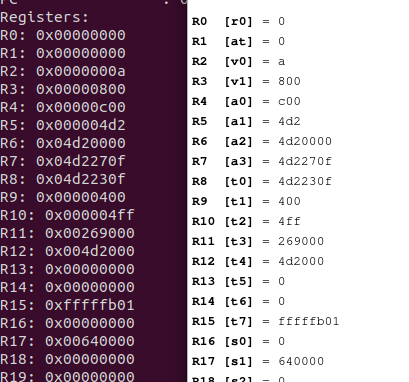 Registers:
R0: 0x00000000
R1: 0x00000000
R2: 0x0000000a
R3: 0x00000800
R4: 0x00000c00
R5: 0x000004d2
R6: 0x04d20000
R7: 0x04d2270f
R8: 0x04d2230f
R9: 0x00000400
R10: 0x000004ff
R11: 0x00269000
R12: 0x004d2000
R13: 0x00000000
R14: 0x00000000
R15: 0xfffffb01
R16: 0x00000000
R17: 0x00640000
R18: 0x00000000
R19: 0x00000000
R0 [r0] = 0
R1 [at] = 0
R2 [v0] = a
R3 [v1] = 800
R4 [a0] = c00
R5 [a1] = 4d2
R6 [a2] = 4d20000
R7 [a3] = 4d2270f
R8 [t0] = 4d2230f
R9 [t1] = 400
R10 [t2] = 4ff
R11 [t3] = 269000
R12 [t4] = 4d2000
R13 [t5] = 0
R14 [t6] = 0
R15 [t7] = fffffb01
R16 [s0] = 0
R17 [s1] = 640000
R18 [s2] = 0